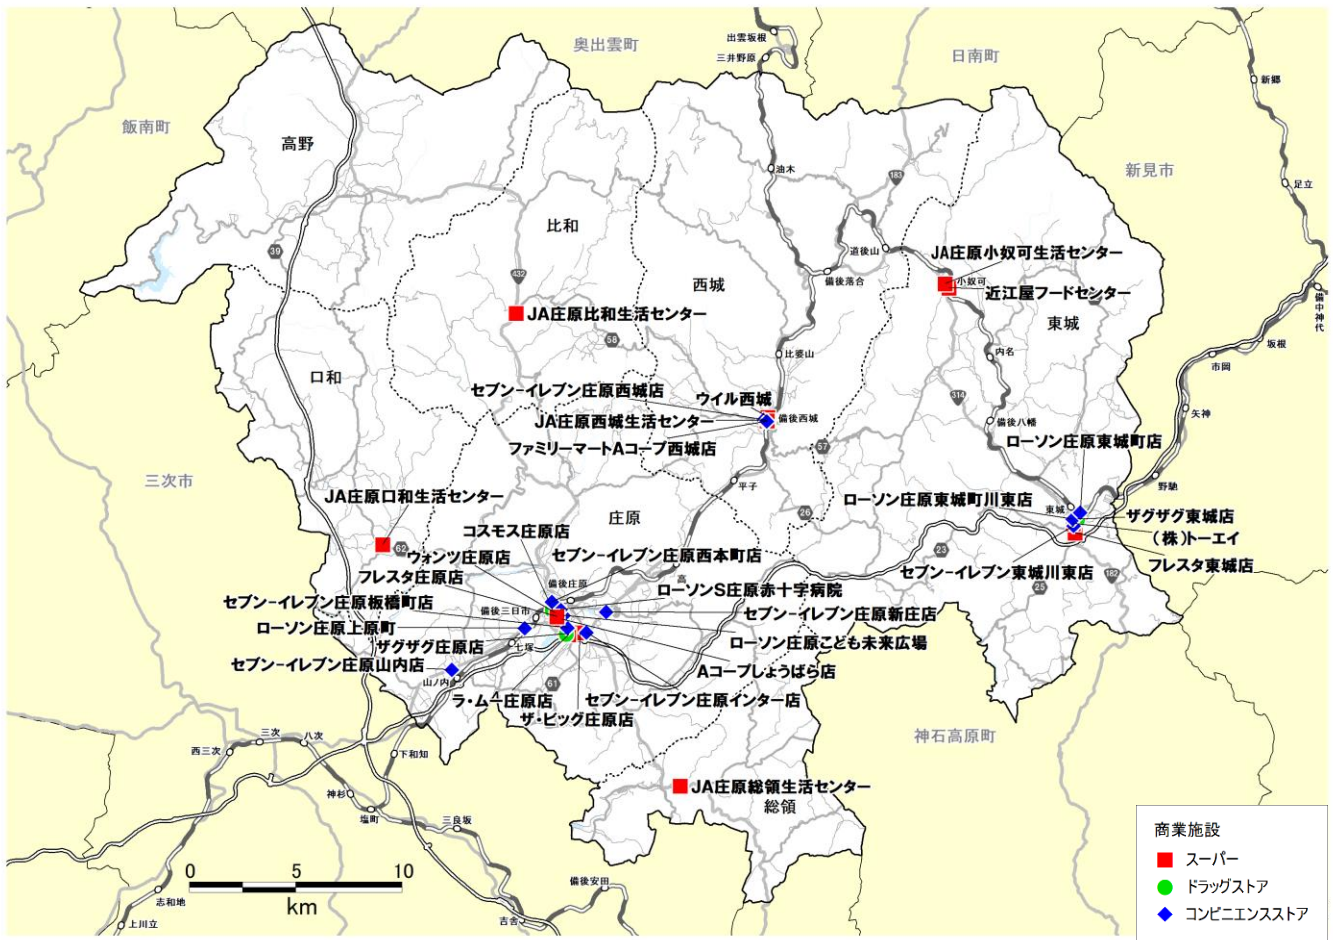 奥出雲町
出雲坂根
三井野原
日南町
新郷
飯南町
高野
油木
183
新見市
足立
比和
39
432
道後山
備後落合
西城
JA庄原小奴可生活センター
小奴可
近江屋フードセンター
東城
備中神代
JA庄原比和生活センター
58
比婆山
内名
坂根
市岡
口和
セブン-イレブン庄原西城店
ウイル西城
314
JA庄原西城生活センター
備後西城
備後八幡
矢神
ファミリーマートAコープ西城店
57
ローソン庄原東城町店
三次市
平子
野馳
JA庄原口和生活センター
庄原
26
ローソン庄原東城町川東店
東城
ザグザグ東城店
コスモス庄原店
(株)トーエイ
62
ウォンツ庄原店
セブン-イレブン庄原西本町店
23
フレスタ東城店
フレスタ庄原店
備後庄原
高
セブン-イレブン東城川東店
25
182
ローソンS庄原赤十字病院
セブン-イレブン庄原板橋町店
備後三日市
セブン-イレブン庄原新庄店
ローソン庄原上原町
ローソン庄原こども未来広場
ザグザグ庄原店
七塚
セブン-イレブン庄原山内店
Aコープしょうばら店
山ノ内
61
ラ・ムー庄原店
セブン-イレブン庄原インター店
ザ・ビッグ庄原店
三次
八次
西三次
下和知
神石高原町
神杉
塩町
三良坂
JA庄原総領生活センター
総領
0
5
10
km
備後安田
志和地
上川立
吉舎
商業施設
スーパー
ドラッグストア
コンビニエンスストア